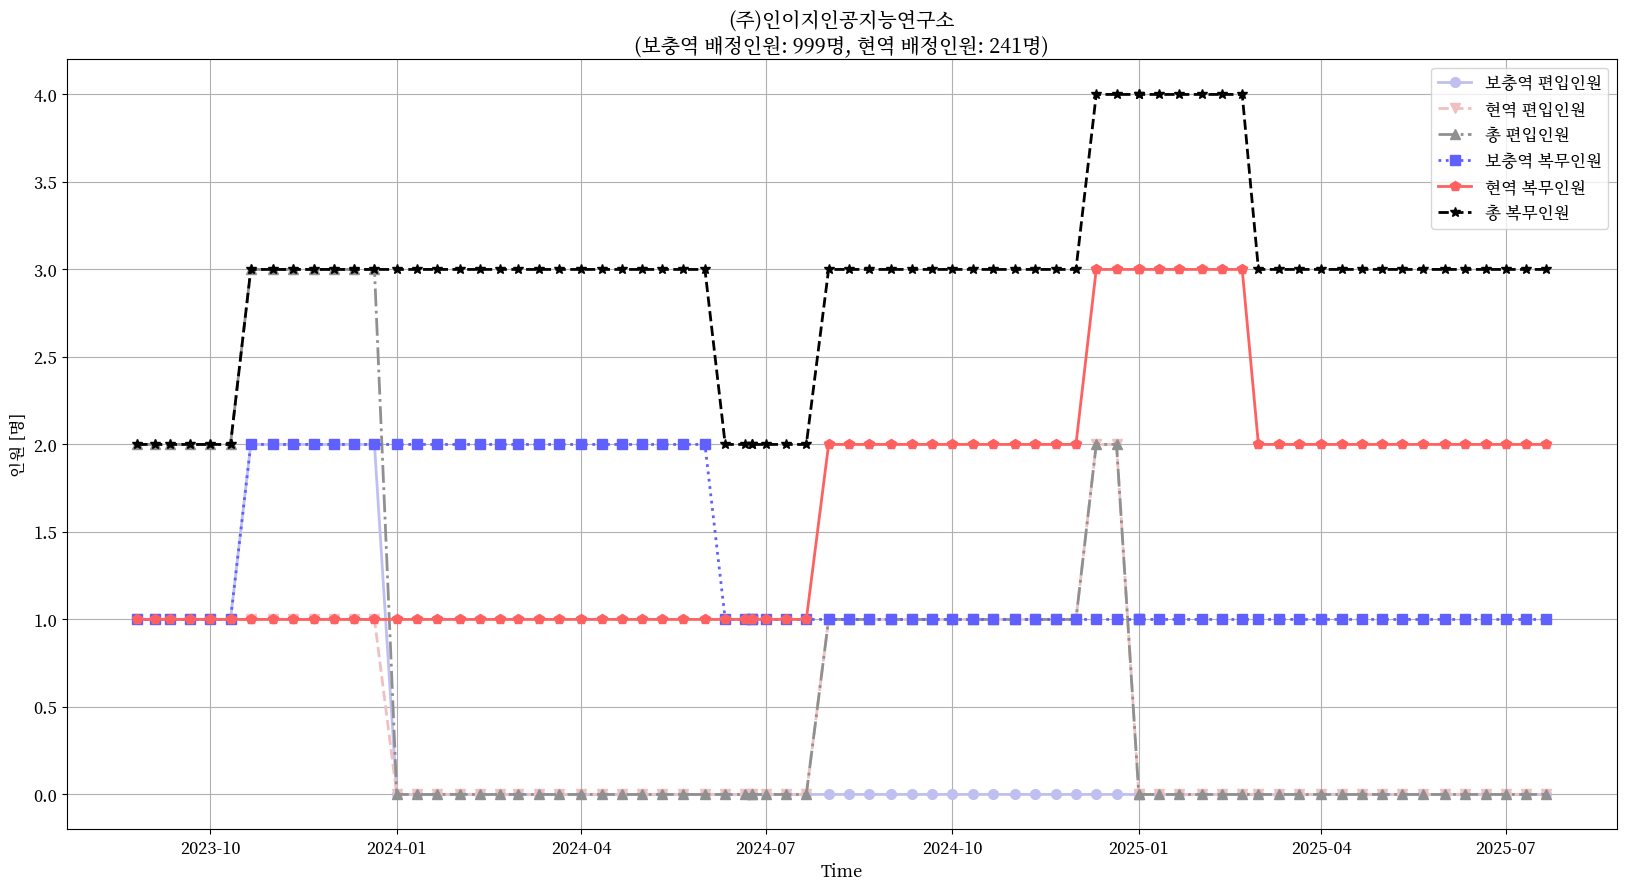 (주)인이지인공지능연구소
(보충역 배정인원: 999명, 현역 배정인원: 241명)
보충역 편입인원
현역 편입인원
총 편입인원
보충역 복무인원
현역 복무인원
총 복무인원
4.0
3.5
3.0
2.5
2.0
1.5
1.0
0.5
0.0
인원 [명]
2023-10 2024-01 2024-04 2024-07 2024-10 2025-01 2025-04 2025-07
Time